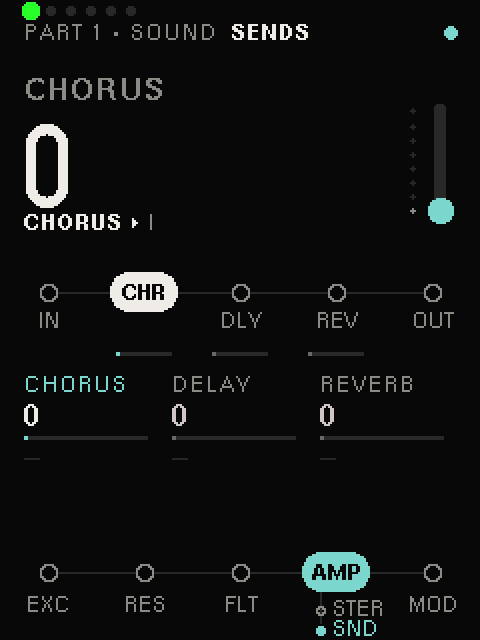 PART 1 · SOUND SENDS
CHORUS
0
CHORUS
CHR
IN DLY REV OUT
CHORUS DELAY REVERB
0 0 0
AMP
EXC RES FLT STER MOD
SND